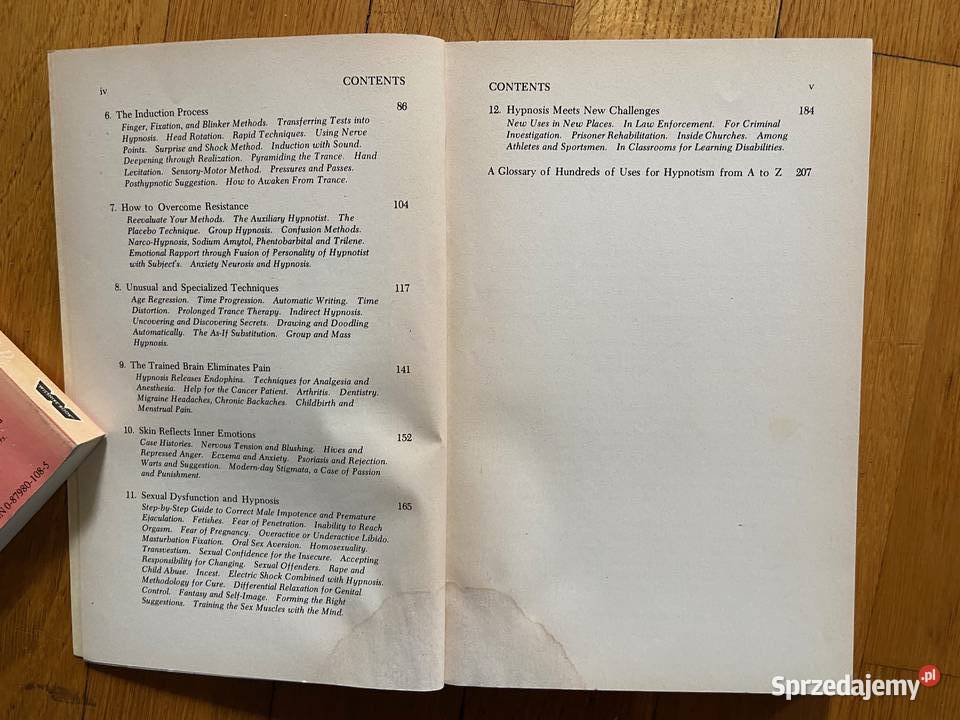 iv
CONTENTS
6. The Induction Process 86
Finger, Fixation, and Blinker Methods. Transferring Tests into
Hypnosis. Head Rotation. Rapid Techniques. Using Nerve
Points. Surprise and Shock Method. Induction with Sound.
Deepening through Realization. Pyramiding the Trance. Hand
Levitation. Sensory-Motor Method. Pressures and Passes.
Posthypnotic Suggestion. How to Awaken From Trance.
7. How to Overcome Resistance 104
Reevaluate Your Methods. The Auxiliary Hypnotist. The
Placebo Technique. Group Hypnosis. Confusion Methods.
Narco-Hypnosis, Sodium Amytol, Phentobarbital and Trilene.
Emotional Rapport through Fusion of Personality of Hypnotist
with Subject's. Anxiety Neurosis and Hypnosis.
8. Unusual and Specialized Techniques 117
Age Regression. Time Progression. Automatic Writing. Time
Distortion. Prolonged Trance Therapy. Indirect Hypnosis.
Uncovering and Discovering Secrets. Drawing and Doodling
Automatically. The As-If Substitution. Group and Mass
Hypnosis.
9. The Trained Brain Eliminates Pain 141
Hypnosis Releases Endophins. Techniques for Analgesia and
Anesthesia. Help for the Cancer Patient. Arthritis. Dentistry.
Migraine Headaches, Chronic Backaches. Childbirth and
Menstrual Pain.
10. Skin Reflects Inner Emotions 152
Case Histories. Nervous Tension and Blushing. Hives and
Repressed Anger. Eczema and Anxiety. Psoriasis and Rejection.
Warts and Suggestion. Modern-day Stigmata, a Case of Passion
and Punishment.
11. Sexual Dysfunction and Hypnosis 165
Step-by-Step Guide to Correct Male Impotence and Premature
Ejaculation. Fetishes. Fear of Penetration. Inability to Reach
Orgasm. Fear of Pregnancy. Overactive or Underactive Libido.
Masturbation Fixation. Oral Sex Aversion. Homosexuality.
Transvestism. Sexual Confidence for the Insecure. Accepting
Responsibility for Changing. Sexual Offenders. Rape and
Child Abuse. Incest. Electric Shock Combined with Hypnosis.
Methodology for Cure. Differential Relaxation for Genital
Control. Fantasy and Self-Image. Forming the Right
Suggestions. Training the Sex Muscles with the Mind.
CONTENTS v
12. Hypnosis Meets New Challenges 184
New Uses in New Places. In Law Enforcement. For Criminal
Investigation. Prisoner Rehabilitation. Inside Churches. Among
Athletes and Sportsmen. In Classrooms for Learning Disabilities.
A Glossary of Hundreds of Uses for Hypnotism from A to Z 207
0-87980-108-5
Sprzedajemy.pl